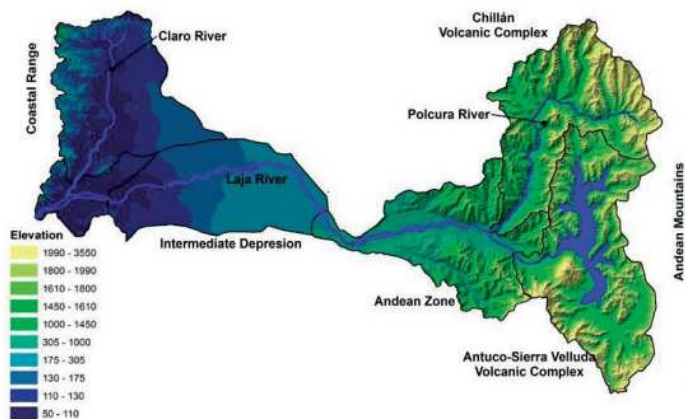 Chillán
Volcanic Complex
Claro River
Coastal Range
Polcura River
Laja River
Andean Mountains
Intermediate Depresion
Andean Zone
Antuco-Sierra Velluda
Volcanic Complex
Elevation
1990 - 3550
1800 - 1990
1610 - 1800
1450 - 1610
1000 - 1450
305 - 1000
175 - 305
130 - 175
110 - 130
50 - 110